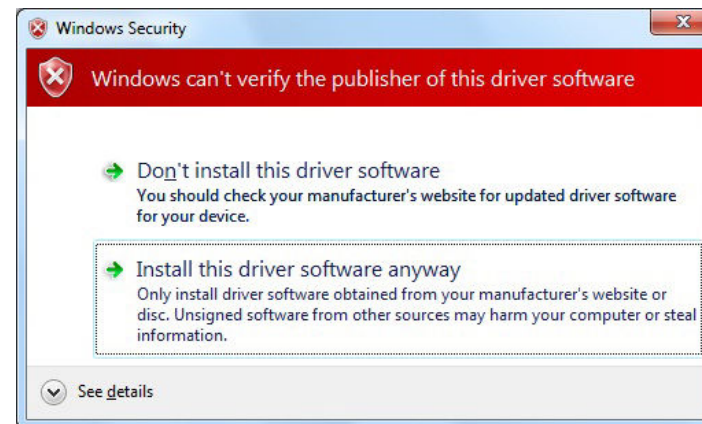 Windows Security
Windows can't verify the publisher of this driver software
Don't install this driver software
You should check your manufacturer's website for updated driver software
for your device.
Install this driver software anyway
Only install driver software obtained from your manufacturer's website or
disc. Unsigned software from other sources may harm your computer or steal
information.
See details